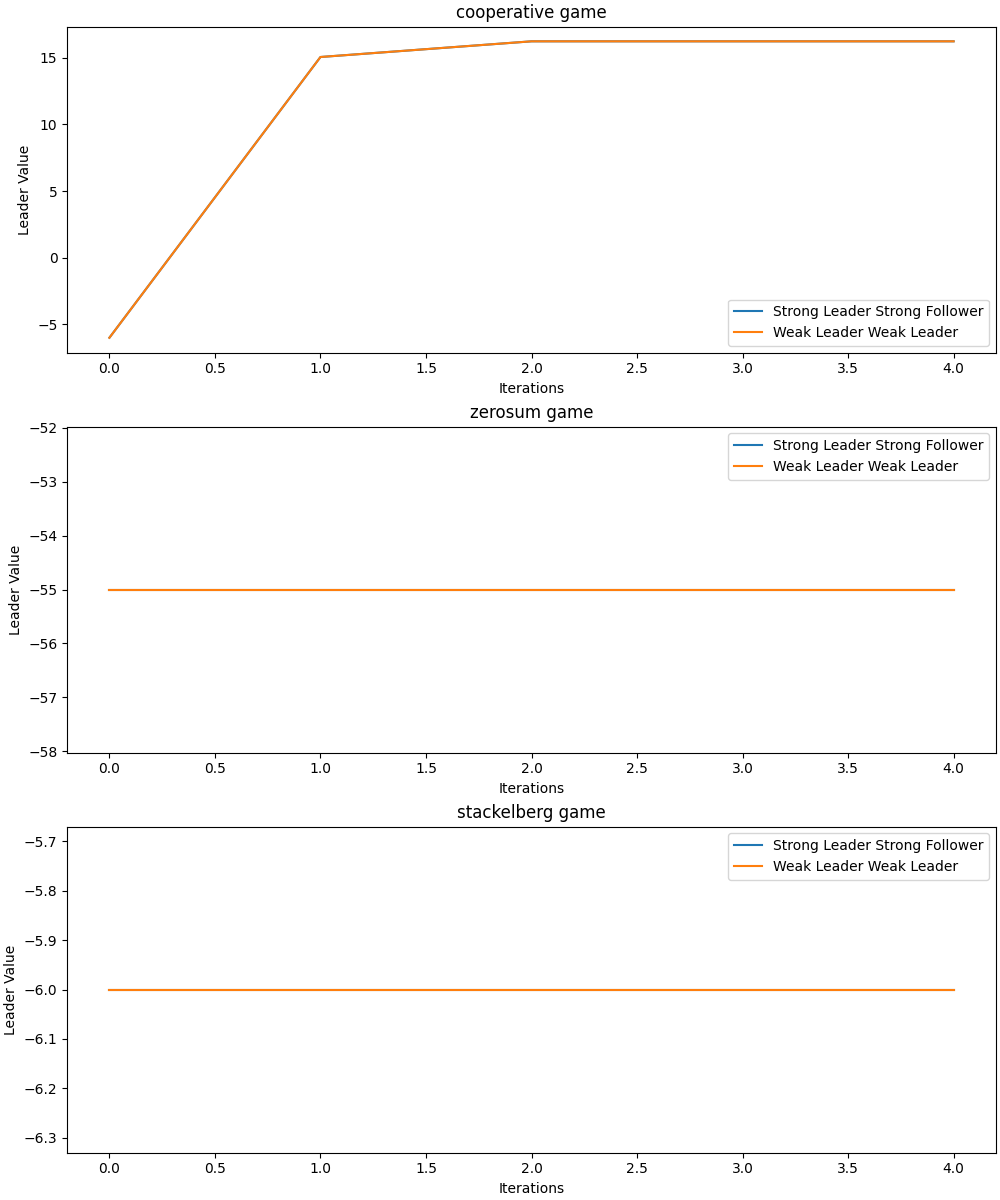 cooperative game
15
10
5
0
−5
Leader Value
Strong Leader Strong Follower
Weak Leader Weak Leader
0.0 0.5 1.0 1.5 2.0 2.5 3.0 3.5 4.0
Iterations
zerosum game
−52
−53
−54
−55
−56
−57
−58
Leader Value
Strong Leader Strong Follower
Weak Leader Weak Leader
0.0 0.5 1.0 1.5 2.0 2.5 3.0 3.5 4.0
Iterations
stackelberg game
−5.7
−5.8
−5.9
−6.0
−6.1
−6.2
−6.3
Leader Value
Strong Leader Strong Follower
Weak Leader Weak Leader
0.0 0.5 1.0 1.5 2.0 2.5 3.0 3.5 4.0
Iterations